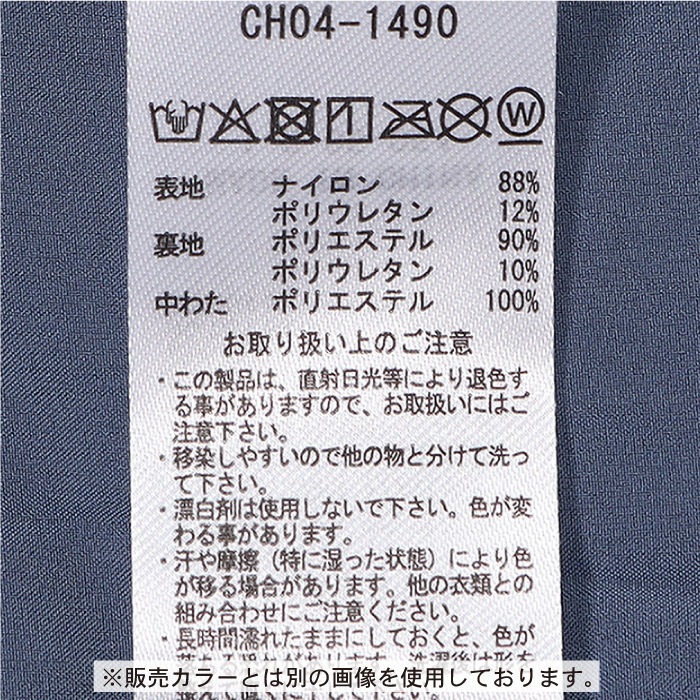 CH04-1490
W
表地 ナイロン 88%
ポリウレタン 12%
裏地 ポリエステル 90%
ポリウレタン 10%
中わた ポリエステル 100%
お取り扱い上のご注意
・この製品は、直射日光等により退色す
る事がありますので、お取扱いにはご
注意下さい。
・移染しやすいので他の物と分けて洗っ
て下さい。
・漂白剤は使用しないで下さい。色が変
わる事があります。
・汗や摩擦（特に湿った状態）により色
が移る場合があります。他の衣類との
組み合わせにご注意ください。
・長時間濡れたままにしておくと、色が
※販売カラーとは別の画像を使用しております。